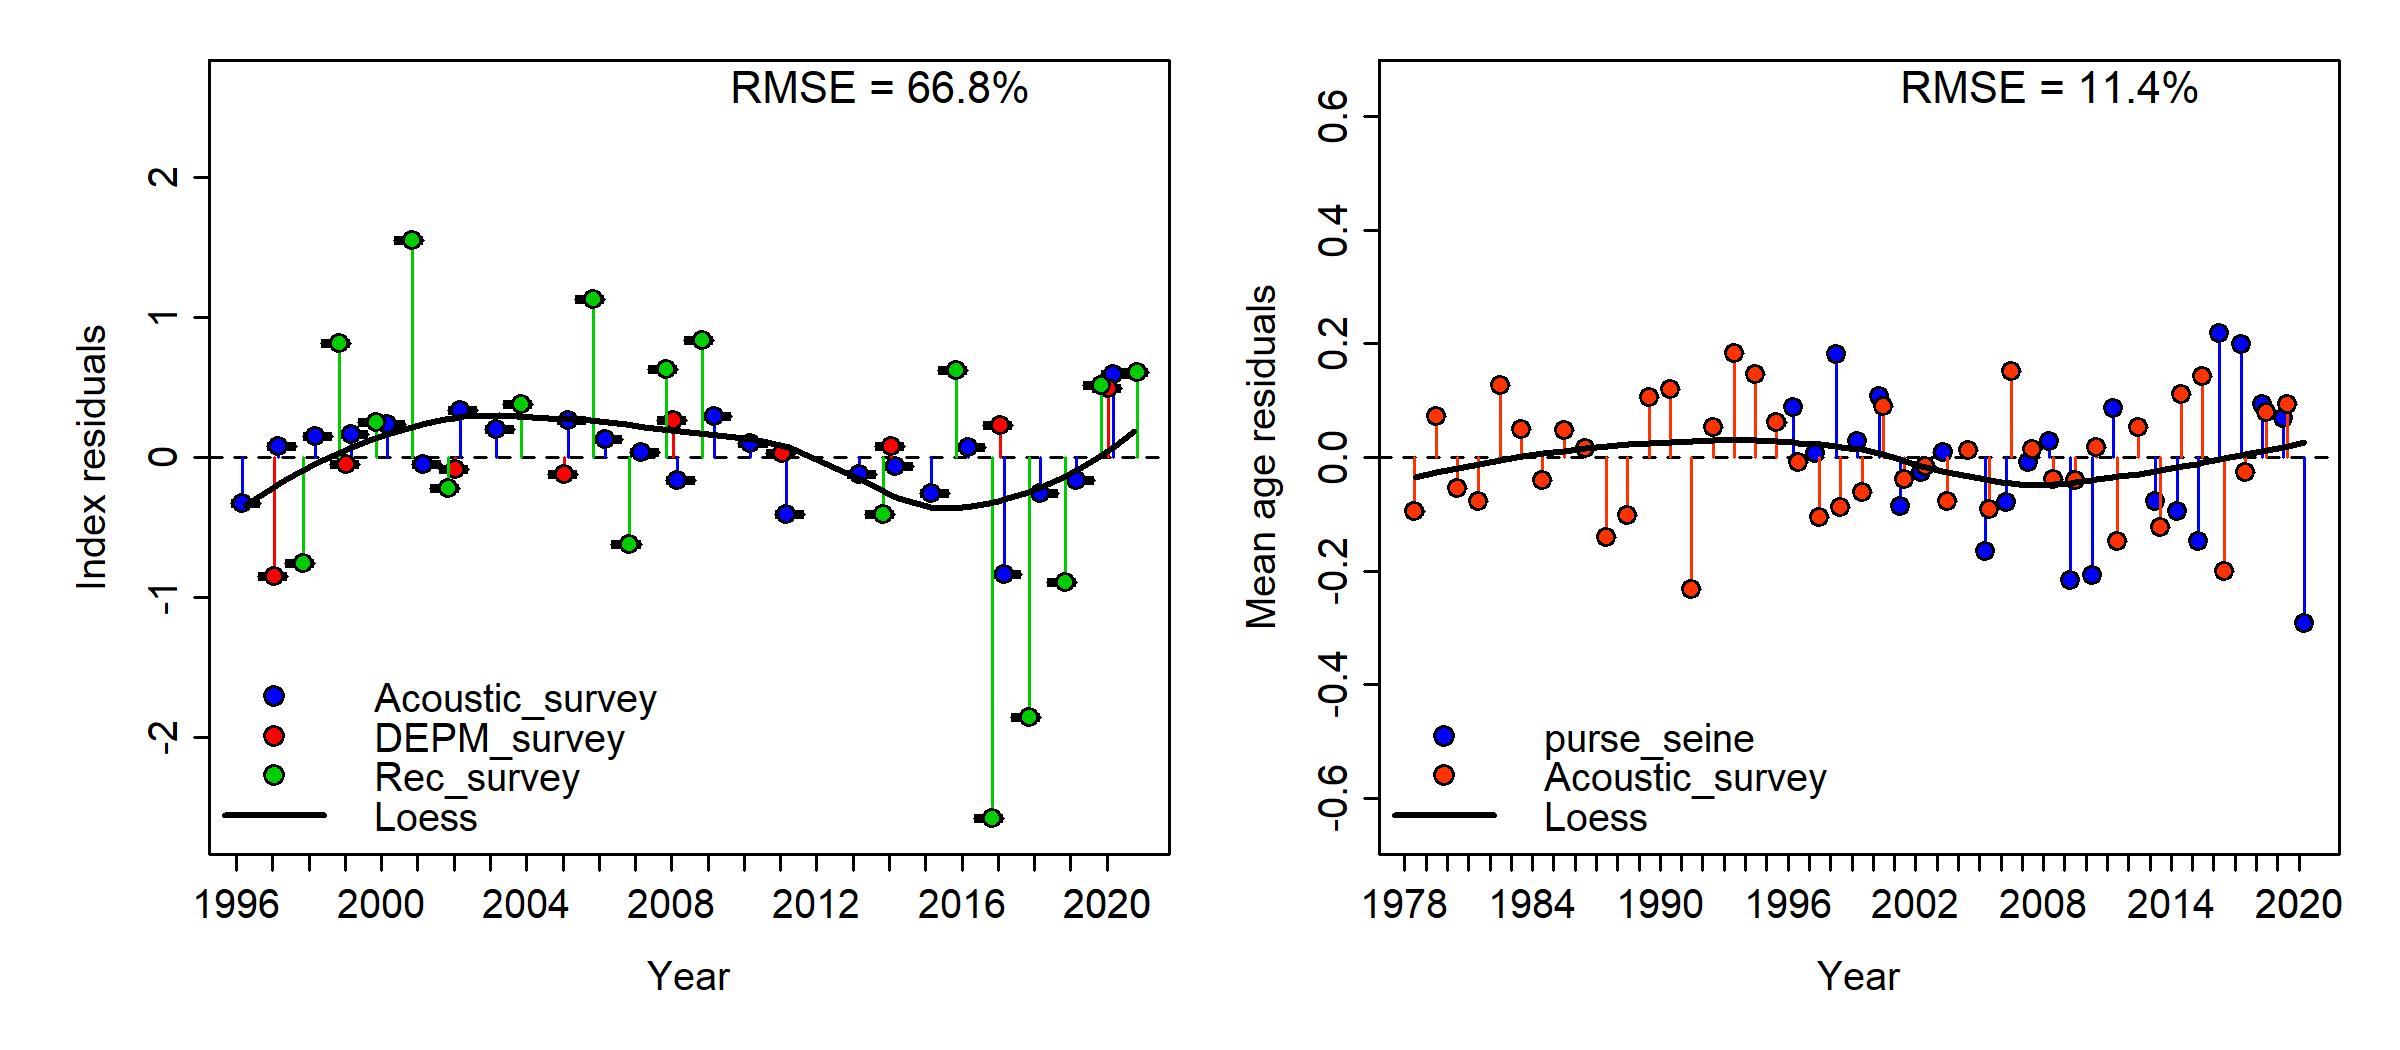 RMSE = 66.8%
Index residuals
2
1
0
-1
-2
Acoustic_survey
DEPM_survey
Rec_survey
Loess
1996 2000 2004 2008 2012 2016 2020
Year
RMSE = 11.4%
Mean age residuals
0.6
0.4
0.2
0.0
-0.2
-0.4
-0.6
purse_seine
Acoustic_survey
Loess
1978 1984 1990 1996 2002 2008 2014 2020
Year